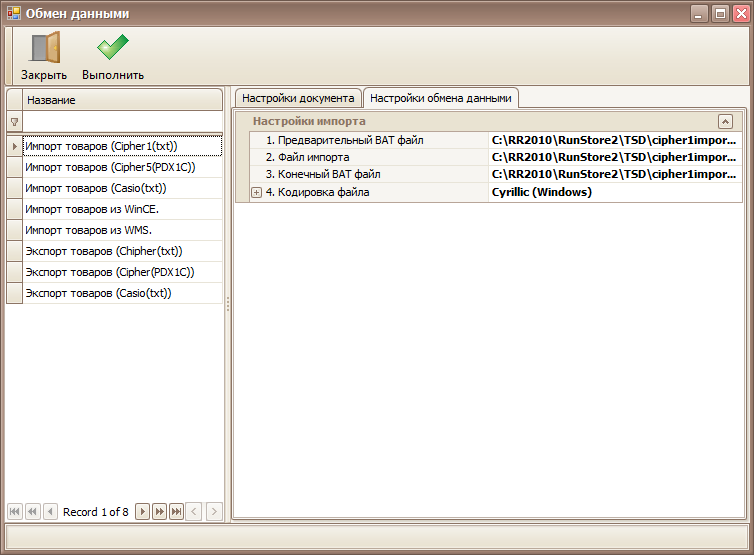 Обмен данными
Закрыть Выполнить
Название
Импорт товаров (Cipher1(txt))
Импорт товаров (Cipher5(PDX1C))
Импорт товаров (Casio(txt))
Импорт товаров из WinCE.
Импорт товаров из WMS.
Экспорт товаров (Chipher(txt))
Экспорт товаров (Cipher(PDX1C))
Экспорт товаров (Casio(txt))
Record 1 of 8
Настройки документа Настройки обмена данными
Настройки импорта
1. Предварительный BAT файл C:\RR2010\RunStore2\TSD\cipher1impor...
2. Файл импорта C:\RR2010\RunStore2\TSD\cipher1impor...
3. Конечный BAT файл C:\RR2010\RunStore2\TSD\cipher1impor...
4. Кодировка файла Cyrillic (Windows)